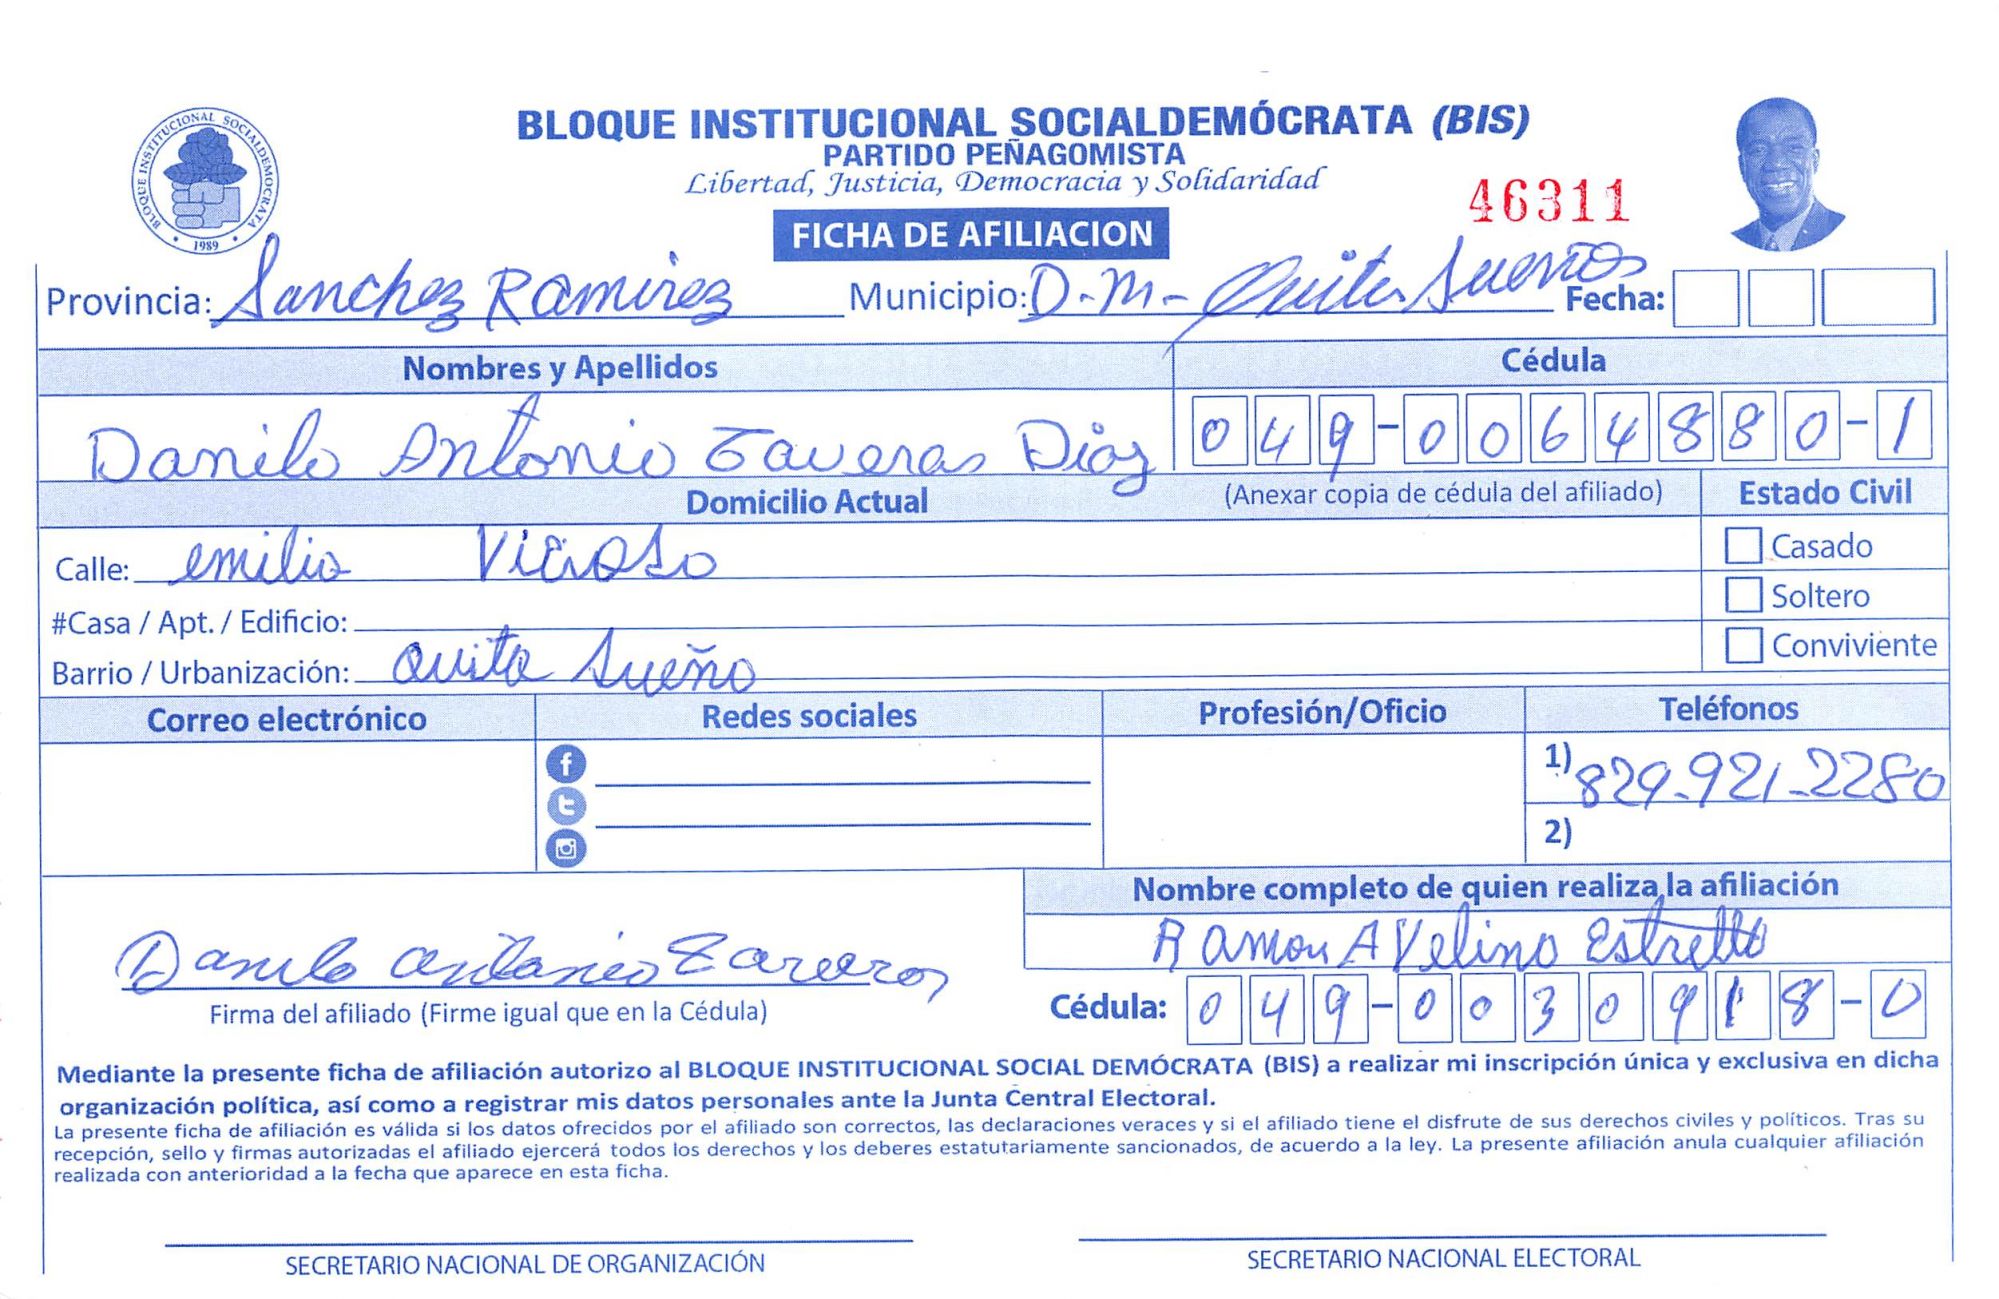 BLOQUE INSTITUCIONAL SOCIALDEMOCRATA
1989
BLOQUE INSTITUCIONAL SOCIALDEMÓCRATA (BIS)
PARTIDO PEÑAGOMISTA
Libertad, Justicia, Democracia y Solidaridad
46311
FICHA DE AFILIACION
Provincia: Sanchez Ramirez Municipio: D.M- Quita Sueños Fecha:
Nombres y Apellidos Cédula
Danilo Antonio Taveras Diaz 049-0064880-1
Domicilio Actual (Anexar copia de cédula del afiliado) Estado Civil
Calle: emilio Casado
#Casa / Apt. / Edificio: Soltero
Barrio / Urbanización: Quita Sueño Conviviente
Correo electrónico Redes sociales Profesión/Oficio Teléfonos
1) 829-921-2280
2)
Nombre completo de quien realiza la afiliación
Ramon AVelino Estrella
Danilo antonio Tavaras
Firma del afiliado (Firme igual que en la Cédula) Cédula: 049-0030918-0
Mediante la presente ficha de afiliación autorizo al BLOQUE INSTITUCIONAL SOCIAL DEMÓCRATA (BIS) a realizar mi inscripción única y exclusiva en dicha
organización política, así como a registrar mis datos personales ante la Junta Central Electoral.
La presente ficha de afiliación es válida si los datos ofrecidos por el afiliado son correctos, las declaraciones veraces y si el afiliado tiene el disfrute de sus derechos civiles y políticos. Tras su
recepción, sello y firmas autorizadas el afiliado ejercerá todos los derechos y los deberes estatutariamente sancionados, de acuerdo a la ley. La presente afiliación anula cualquier afiliación
realizada con anterioridad a la fecha que aparece en esta ficha.
SECRETARIO NACIONAL DE ORGANIZACIÓN SECRETARIO NACIONAL ELECTORAL